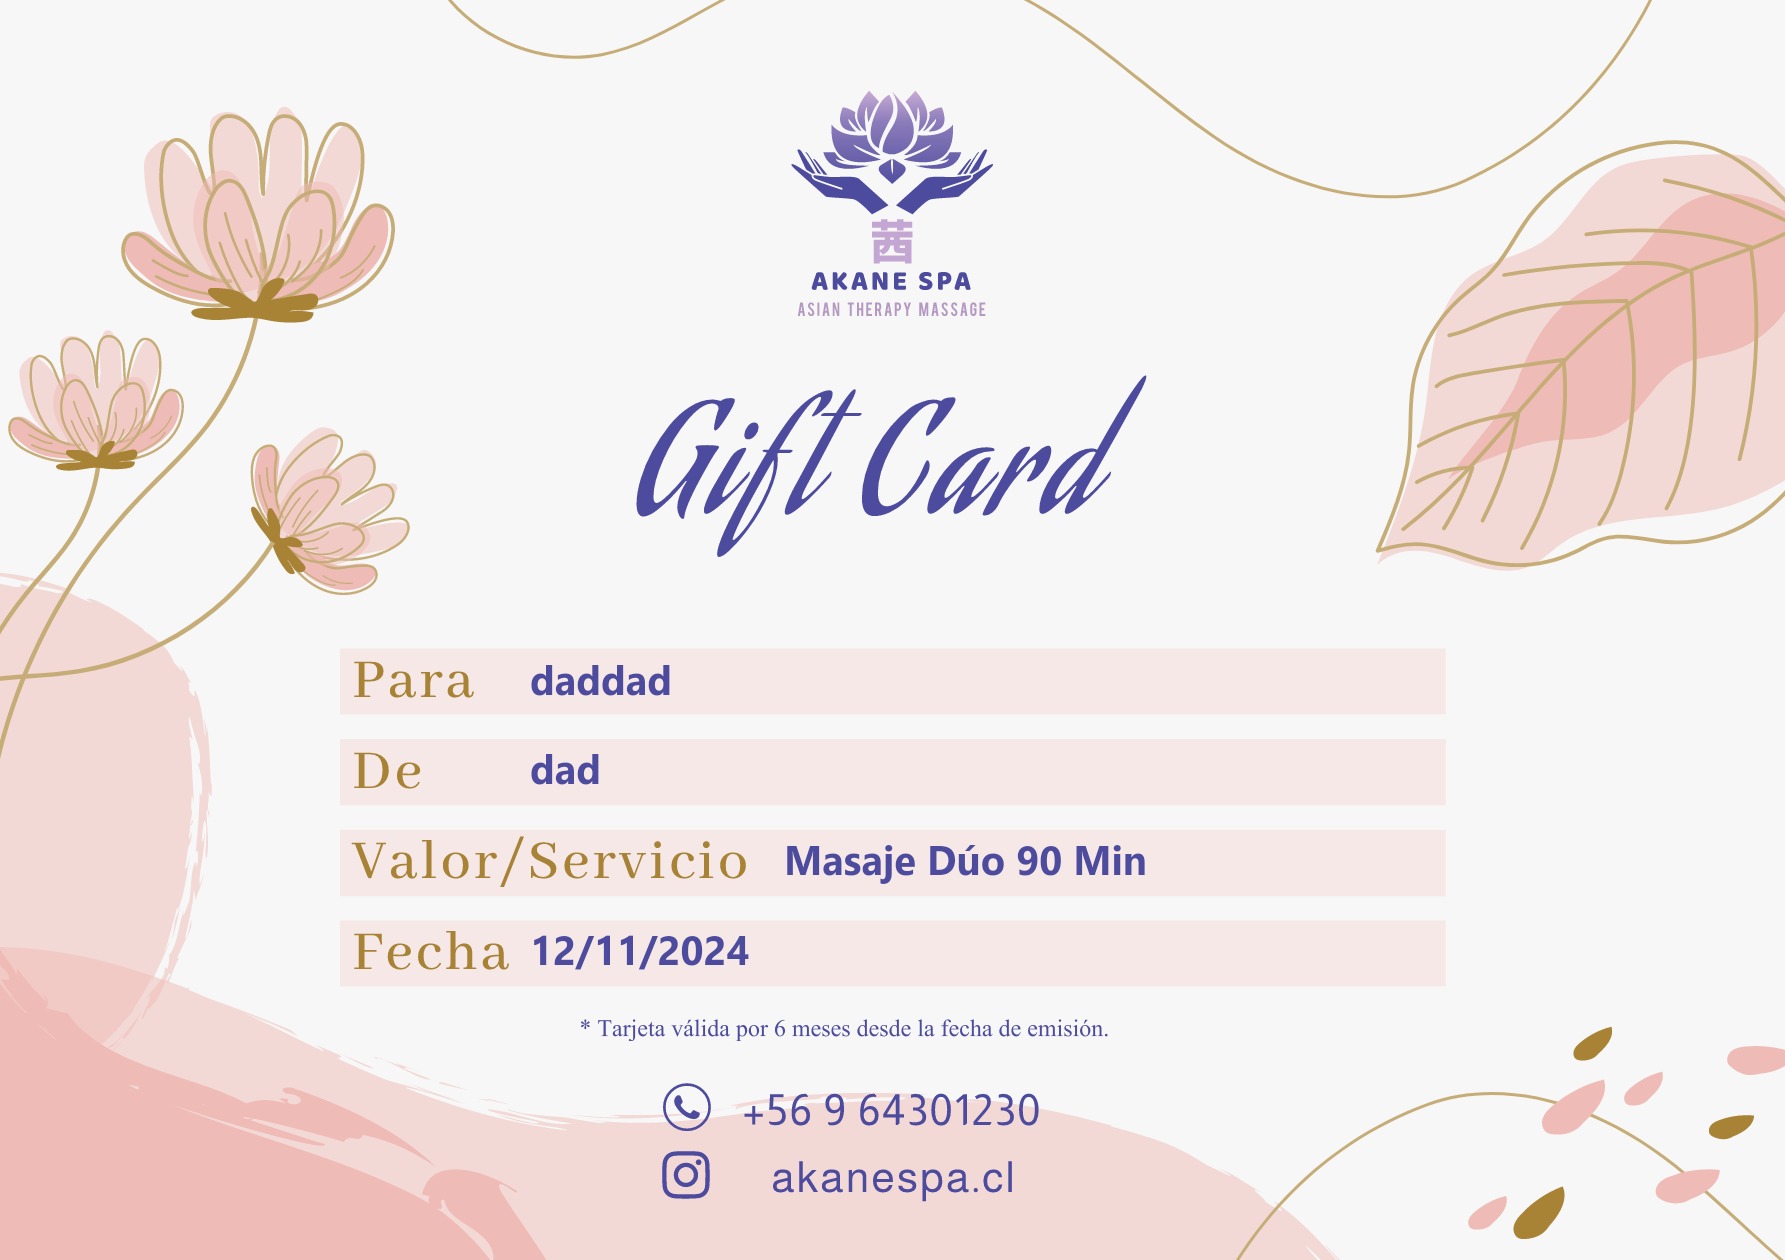 茜
AKANE SPA
ASIAN THERAPY MASSAGE
Gift Card
Para daddad
De dad
Valor/Servicio Masaje Dúo 90 Min
Fecha 12/11/2024
* Tarjeta válida por 6 meses desde la fecha de emisión.
+56 9 64301230
akanespa.cl